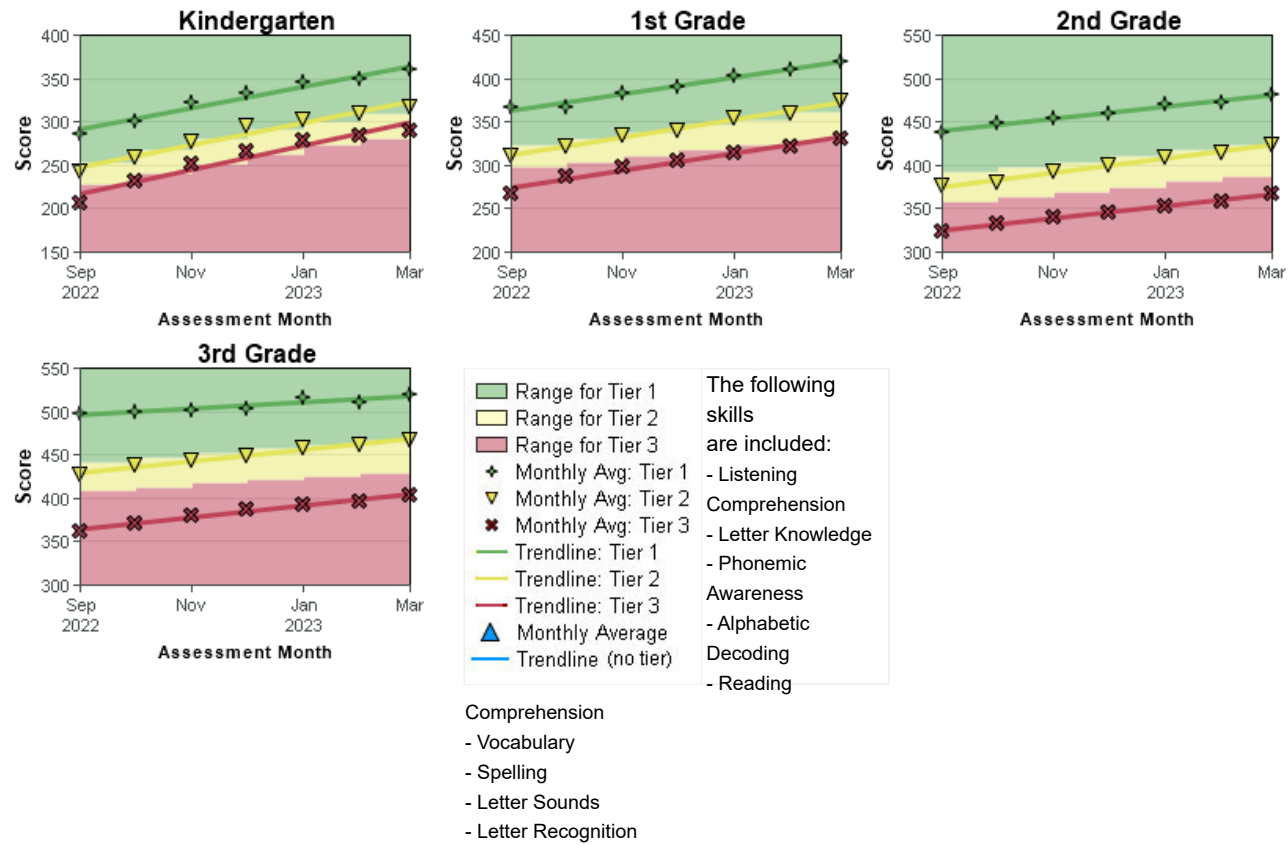 Kindergarten
400
350
300
250
200
150
Score
Sep
2022
Nov
Jan
2023
Mar
Assessment Month
1st Grade
450
400
350
300
250
200
Score
Sep
2022
Nov
Jan
2023
Mar
Assessment Month
2nd Grade
550
500
450
400
350
300
Score
Sep
2022
Nov
Jan
2023
Mar
Assessment Month
3rd Grade
550
500
450
400
350
300
Score
Sep
2022
Nov
Jan
2023
Mar
Assessment Month
Range for Tier 1
Range for Tier 2
Range for Tier 3
Monthly Avg: Tier 1
Monthly Avg: Tier 2
Monthly Avg: Tier 3
Trendline: Tier 1
Trendline: Tier 2
Trendline: Tier 3
Monthly Average
Trendline (no tier)
The following
skills
are included:
- Listening
Comprehension
- Letter Knowledge
- Phonemic
Awareness
- Alphabetic
Decoding
- Reading
Comprehension
- Vocabulary
- Spelling
- Letter Sounds
- Letter Recognition